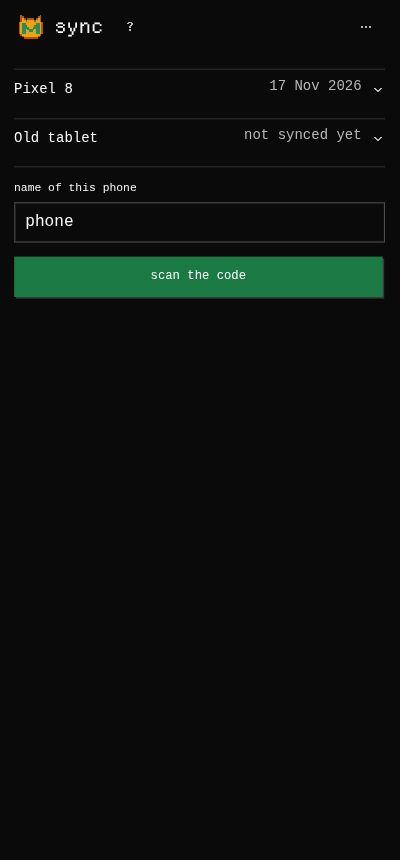 sync ? ...
Pixel 8 17 Nov 2026
Old tablet not synced yet
name of this phone
phone
scan the code